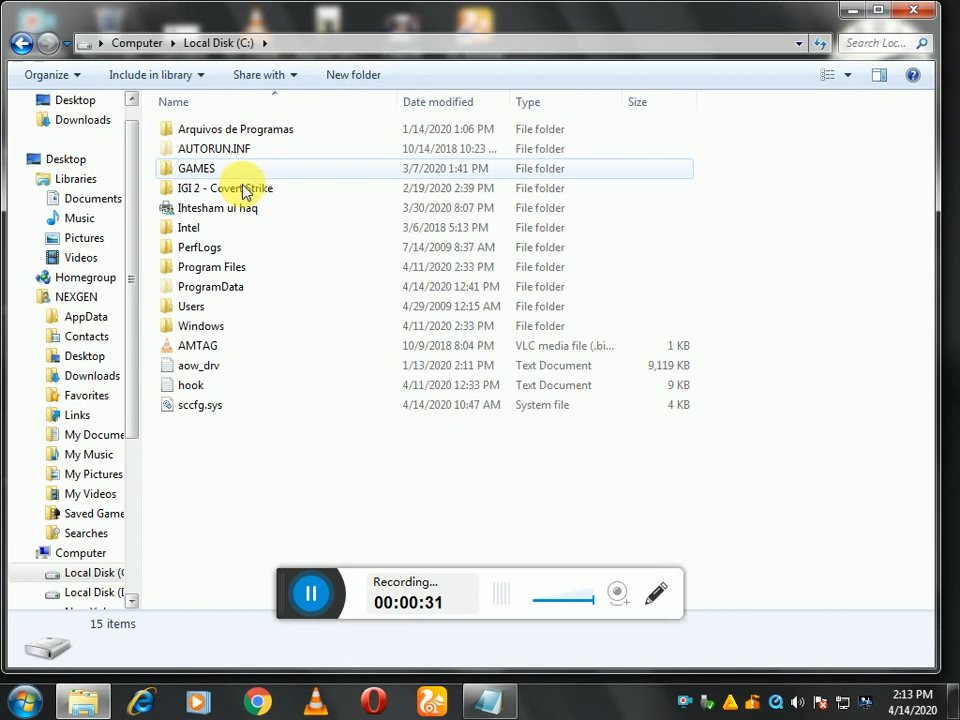 Computer Local Disk (C:)
Search Loc...
Organize Include in library Share with New folder
Name Date modified Type Size
Desktop
Downloads
Desktop
Libraries
Documents
Music
Pictures
Videos
Homegroup
NEXGEN
AppData
Contacts
Desktop
Downloads
Favorites
Links
My Docume
My Music
My Pictures
My Videos
Saved Game
Searches
Computer
Local Disk (C
Local Disk (D
Arquivos de Programas 1/14/2020 1:06 PM File folder
AUTORUN.INF 10/14/2018 10:23 ... File folder
GAMES 3/7/2020 1:41 PM File folder
IGI 2 - Covert Strike 2/19/2020 2:39 PM File folder
Ihtesham ul haq 3/30/2020 8:07 PM File folder
Intel 3/6/2018 5:13 PM File folder
PerfLogs 7/14/2009 8:37 AM File folder
Program Files 4/11/2020 2:33 PM File folder
ProgramData 4/14/2020 12:41 PM File folder
Users 4/29/2009 12:15 AM File folder
Windows 4/11/2020 2:33 PM File folder
AMTAG 10/9/2018 8:04 PM VLC media file (.bi... 1 KB
aow_drv 1/13/2020 2:11 PM Text Document 9,119 KB
hook 4/11/2020 12:33 PM Text Document 9 KB
sccfg.sys 4/14/2020 10:47 AM System file 4 KB
Recording...
00:00:31
15 items
2:13 PM
4/14/2020